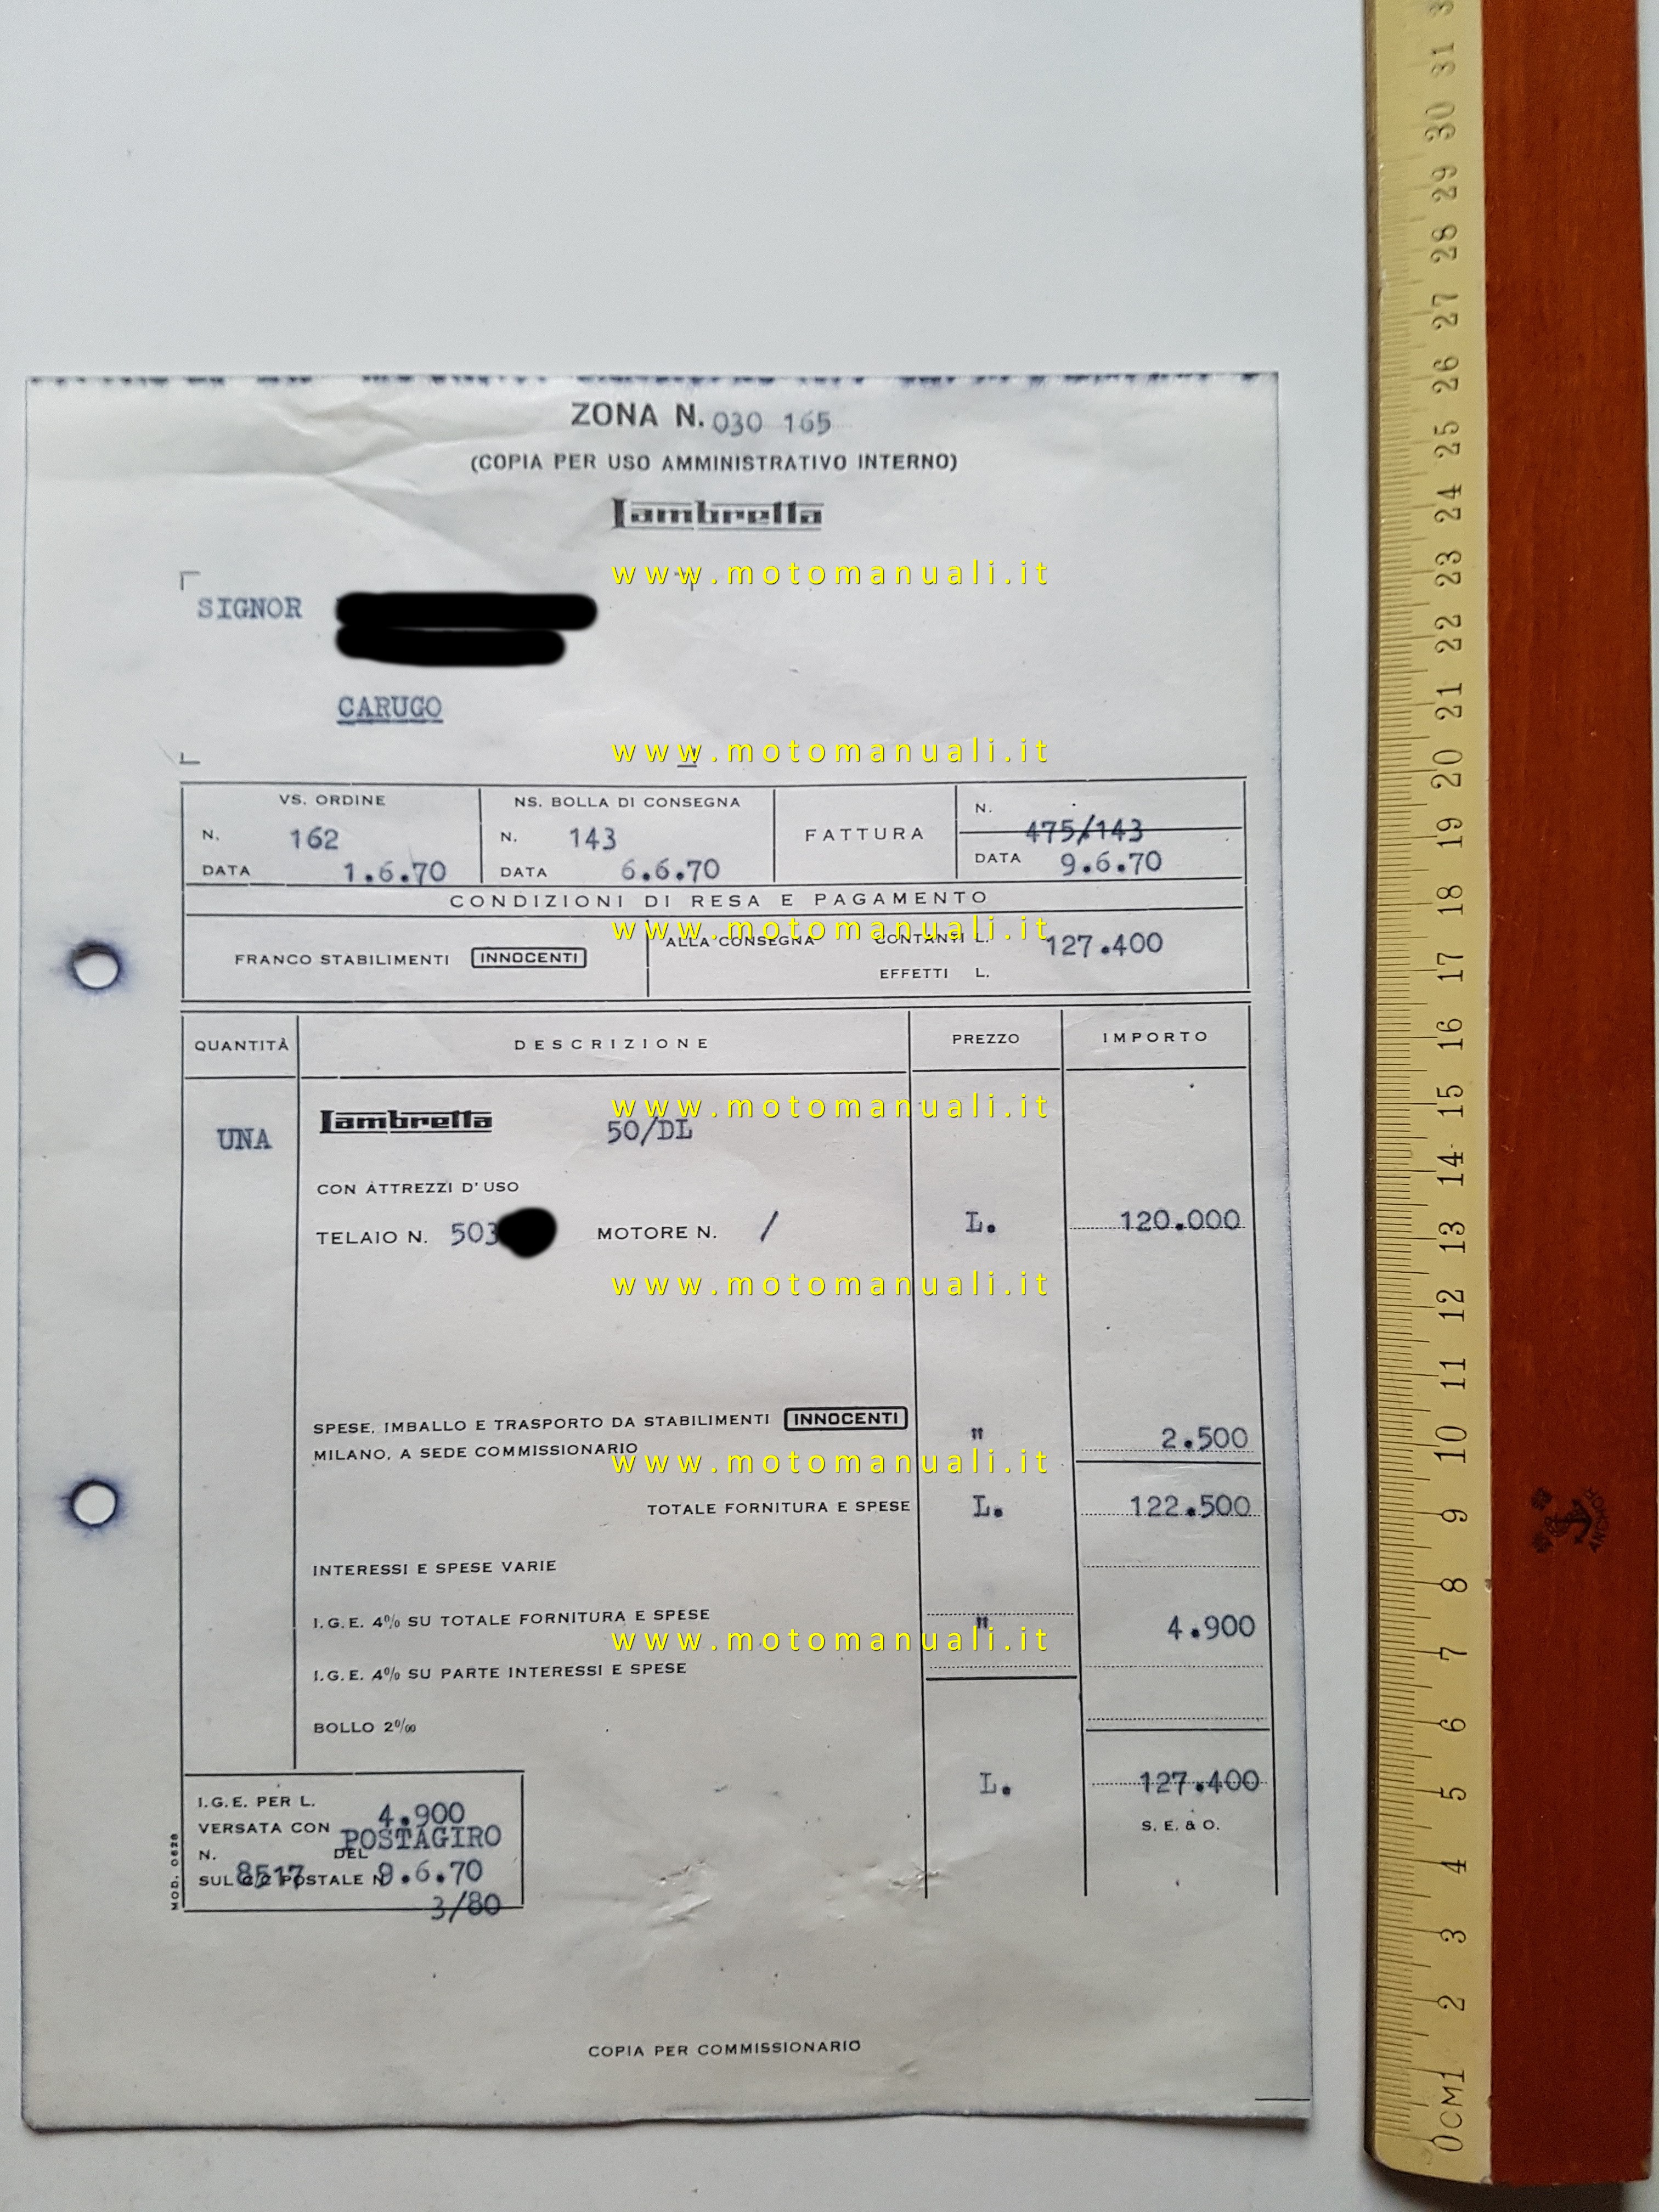 ZONA N. 030 165
(COPIA PER USO AMMINISTRATIVO INTERNO)
Lambretta
www.motomanuali.it
SIGNOR
CARUGO
www.motomanuali.it
VS. ORDINE
N. 162
DATA 1.6.70
NS. BOLLA DI CONSEGNA
N. 143
DATA 6.6.70
FATTURA
N. 475/143
DATA 9.6.70
CONDIZIONI DI RESA E PAGAMENTO
www.motomanuali.it
FRANCO STABILIMENTI INNOCENTI
ALLA CONSEGNA CONTANTI L. 127.400
EFFETTI L.
QUANTITÀ DESCRIZIONE PREZZO IMPORTO
www.motomanuali.it
UNA Lambretta 50/DL
CON ATTREZZI D'USO
TELAIO N. 503 MOTORE N. / L. 120.000
www.motomanuali.it
SPESE, IMBALLO E TRASPORTO DA STABILIMENTI INNOCENTI
MILANO, A SEDE COMMISSIONARIO " 2.500
www.motomanuali.it
TOTALE FORNITURA E SPESE L. 122.500
INTERESSI E SPESE VARIE
I.G.E. 4% SU TOTALE FORNITURA E SPESE " 4.900
www.motomanuali.it
I.G.E. 4% SU PARTE INTERESSI E SPESE
BOLLO 2‰
L. 127.400
S. E. & O.
I.G.E. PER L. 4.900
VERSATA CON POSTAGIRO
N. 8517 DEL 9.6.70
SUL C/C POSTALE N. 3/80
MOD. 0628
COPIA PER COMMISSIONARIO
0CM1 2 3 4 5 6 7 8 9 10 11 12 13 14 15 16 17 18 19 20 21 22 23 24 25 26 27 28 29 30 31 3
ANCHOR